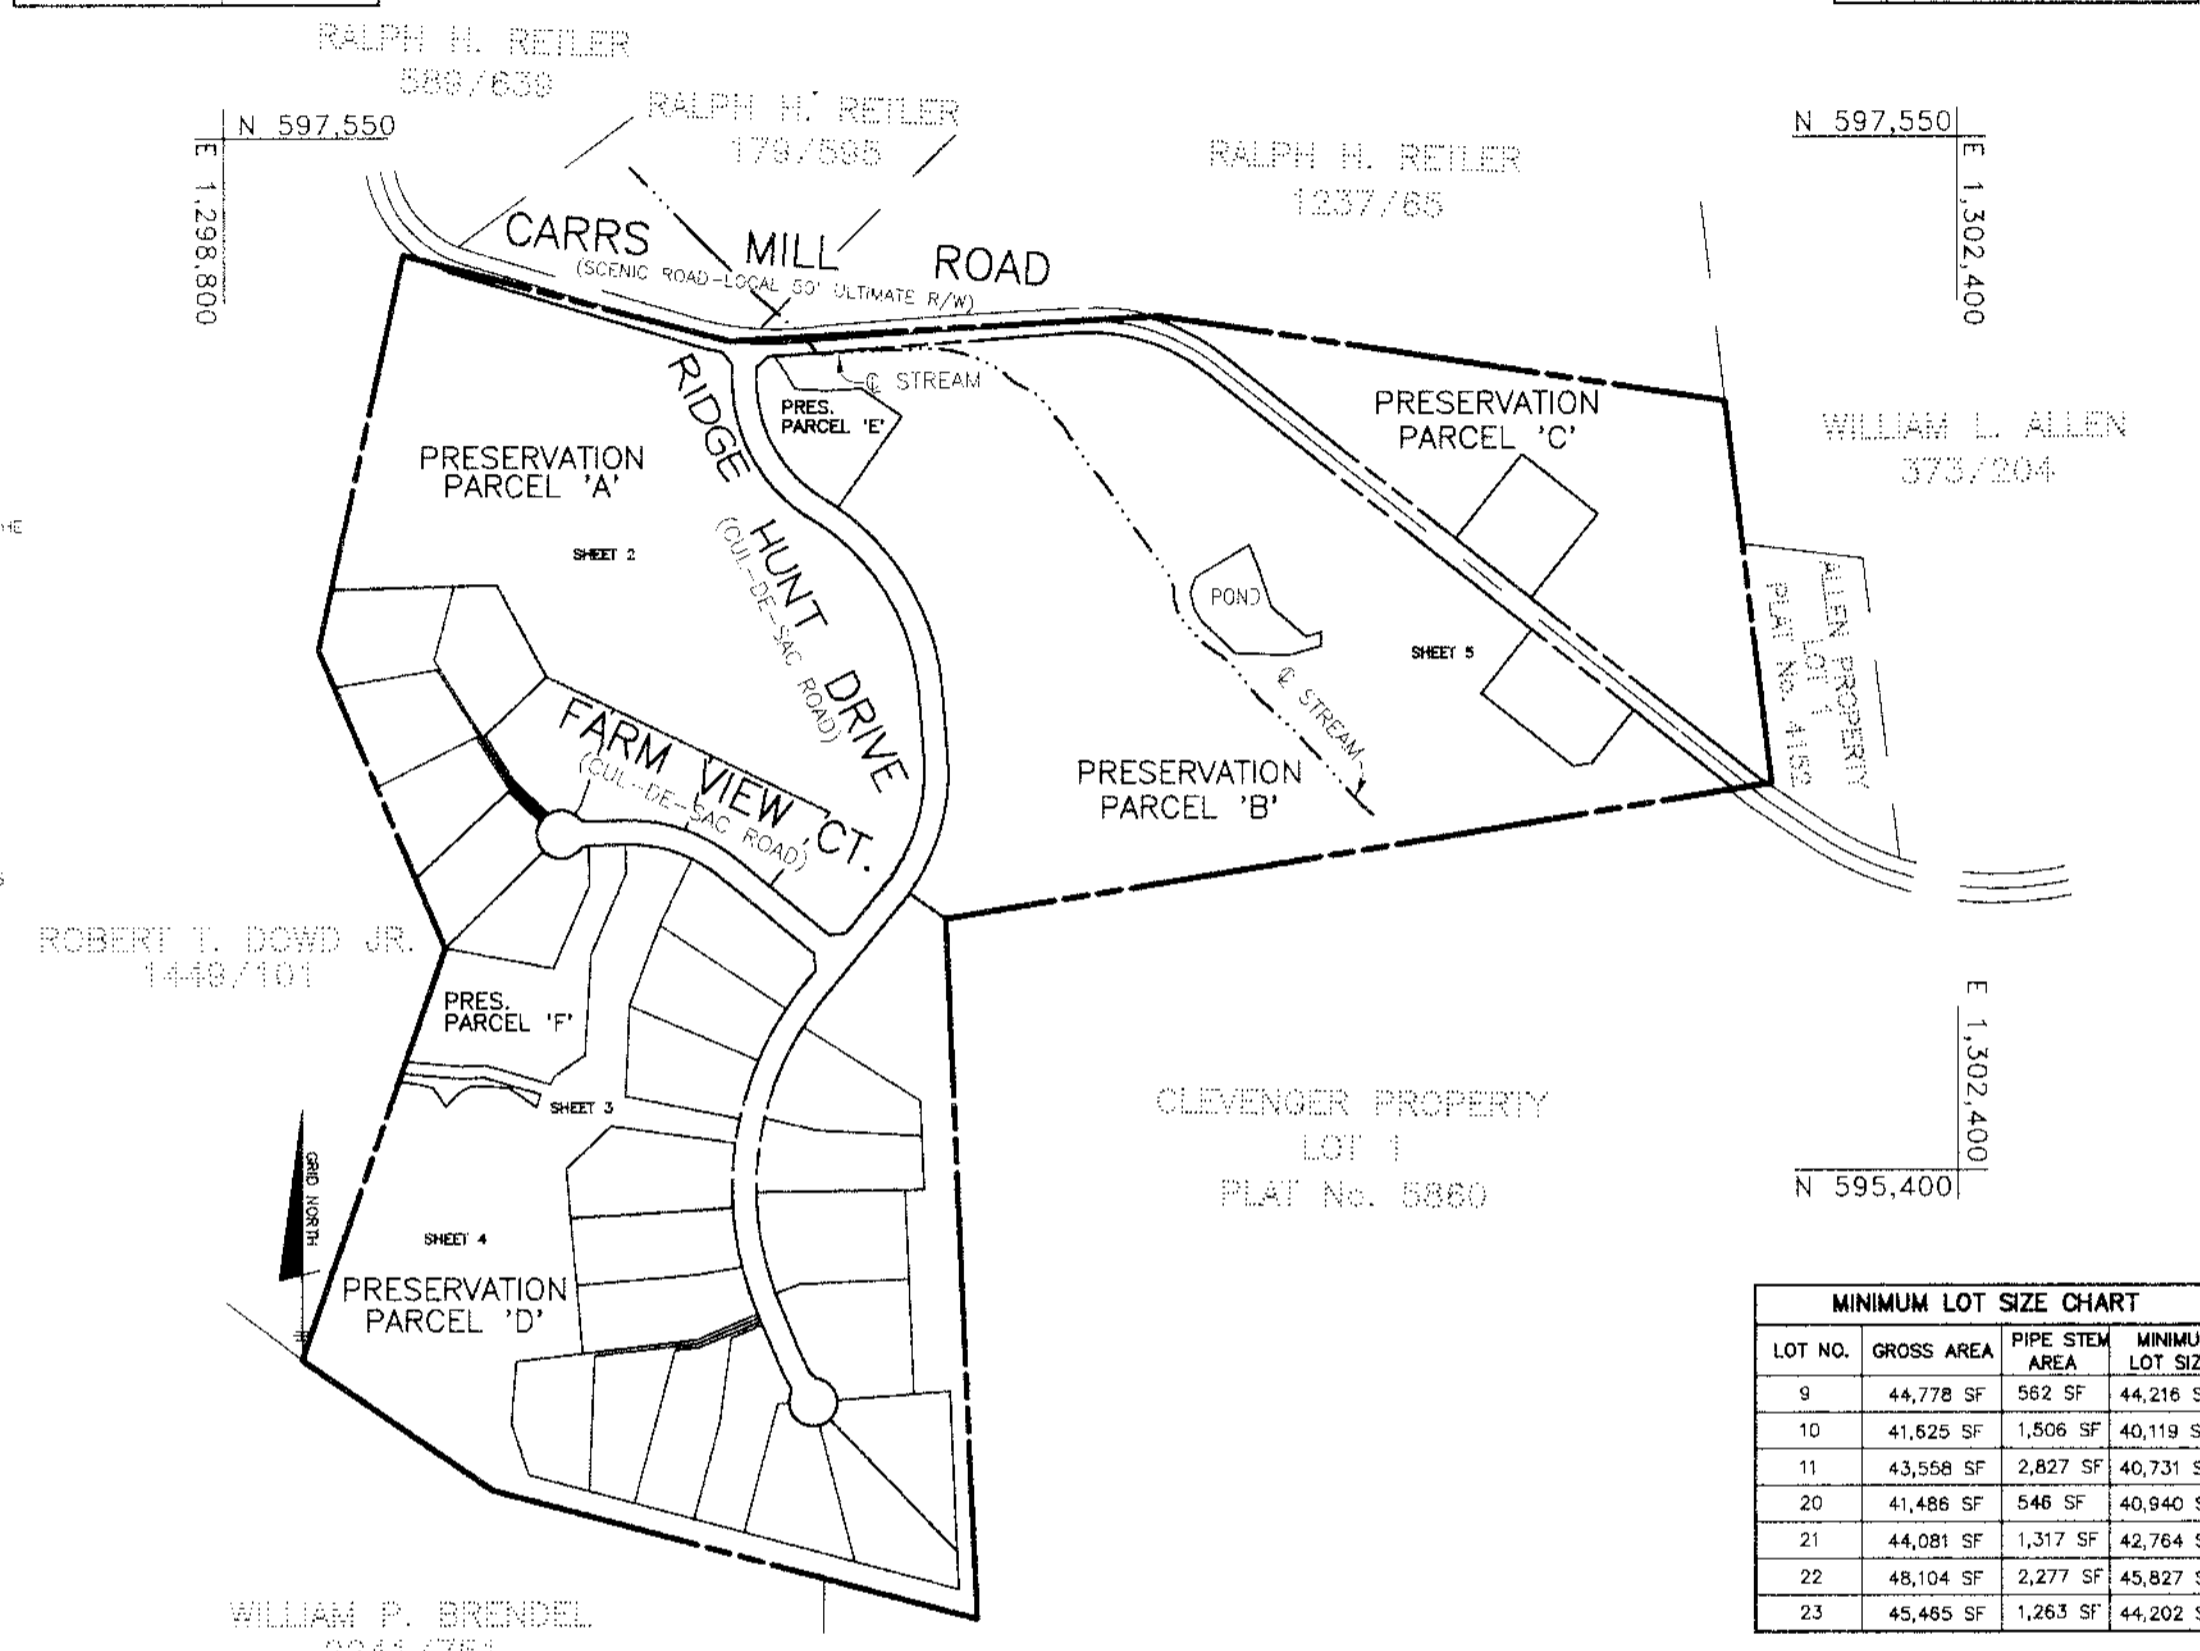 RALPH H. RETLER
589/639
RALPH H. RETLER
179/595
RALPH H. RETLER
1237/65
N 597,550
E 1,298,800
N 597,550
E 1,302,400
CARRS MILL ROAD
(SCENIC ROAD-LOCAL 50' ULTIMATE R/W)
RIDGE HUNT DRIVE
(CUL-DE-SAC ROAD)
℄ STREAM
PRES.
PARCEL 'E'
PRESERVATION
PARCEL 'C'
PRESERVATION
PARCEL 'A'
SHEET 2
WILLIAM L. ALLEN
373/204
ALLEN PROPERTY
LOT 1
PLAT No. 4152
POND
SHEET 5
℄ STREAM
FARM VIEW CT.
(CUL-DE-SAC ROAD)
PRESERVATION
PARCEL 'B'
HE
S
ROBERT T. DOWD JR.
1449/101
PRES.
PARCEL 'F'
SHEET 3
CLEVENGER PROPERTY
LOT 1
PLAT No. 5860
E 1,302,400
N 595,400
GRID NORTH
SHEET 4
PRESERVATION
PARCEL 'D'
WILLIAM P. BRENDEL
MINIMUM LOT SIZE CHART
LOT NO. GROSS AREA PIPE STEM AREA MINIMU LOT SIZ
9 44,778 SF 562 SF 44,216 S
10 41,625 SF 1,506 SF 40,119 S
11 43,558 SF 2,827 SF 40,731 S
20 41,486 SF 546 SF 40,940 S
21 44,081 SF 1,317 SF 42,764 S
22 48,104 SF 2,277 SF 45,827 S
23 45,465 SF 1,263 SF 44,202 S